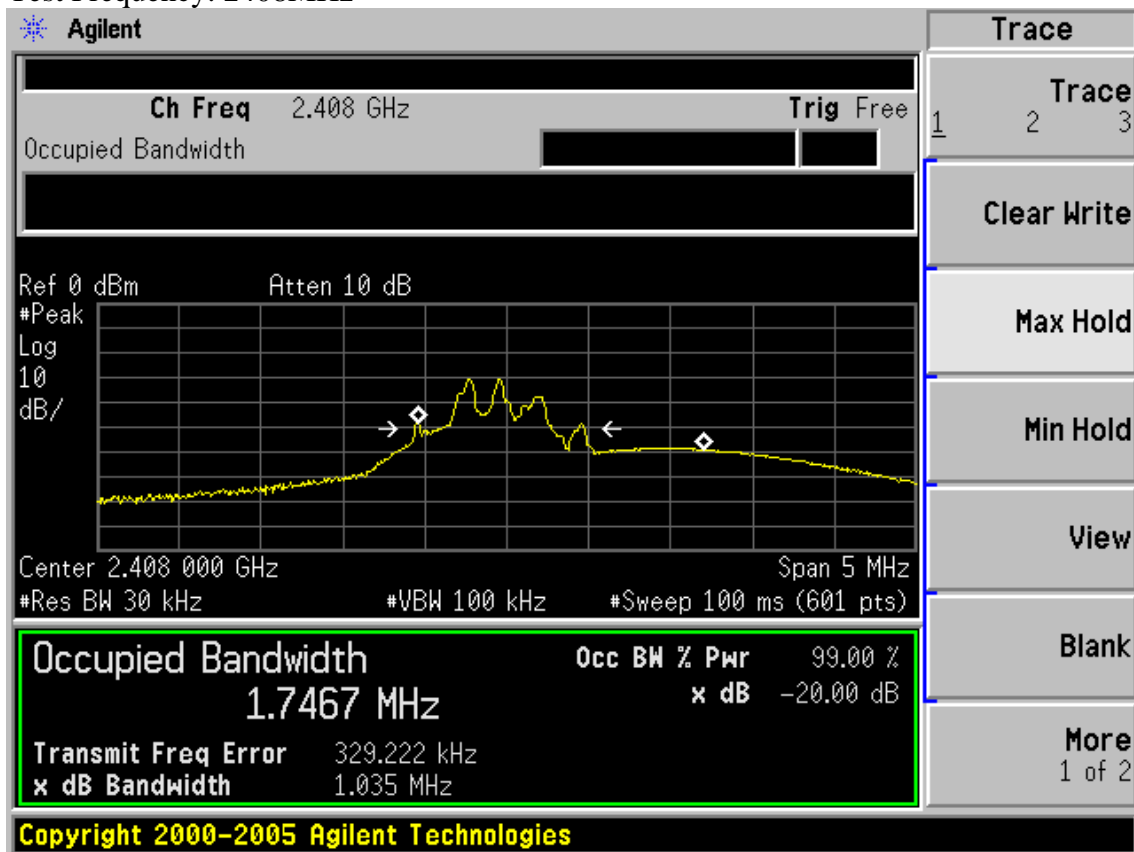 Agilent
Trace
Ch Freq 2.408 GHz Trig Free
Occupied Bandwidth
Trace
1 2 3
Clear Write
Max Hold
Min Hold
View
Blank
More
1 of 2
Ref 0 dBm Atten 10 dB
#Peak
Log
10
dB/
Center 2.408 000 GHz Span 5 MHz
#Res BW 30 kHz #VBW 100 kHz #Sweep 100 ms (601 pts)
Occupied Bandwidth
1.7467 MHz
Occ BW % Pwr 99.00 %
x dB -20.00 dB
Transmit Freq Error 329.222 kHz
x dB Bandwidth 1.035 MHz
Copyright 2000-2005 Agilent Technologies